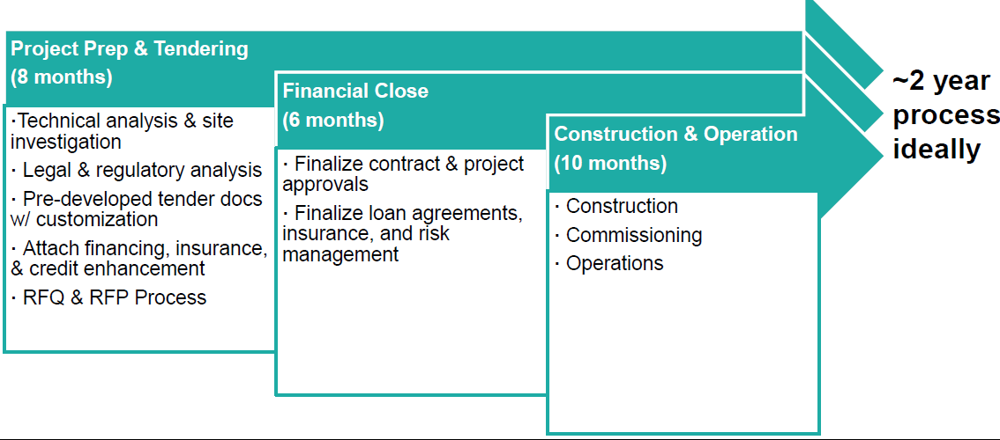 Project Prep & Tendering
(8 months)
·Technical analysis & site
investigation
· Legal & regulatory analysis
· Pre-developed tender docs
w/ customization
· Attach financing, insurance,
& credit enhancement
· RFQ & RFP Process
Financial Close
(6 months)
· Finalize contract & project
approvals
· Finalize loan agreements,
insurance, and risk
management
Construction & Operation
(10 months)
· Construction
· Commissioning
· Operations
~2 year
process
ideally